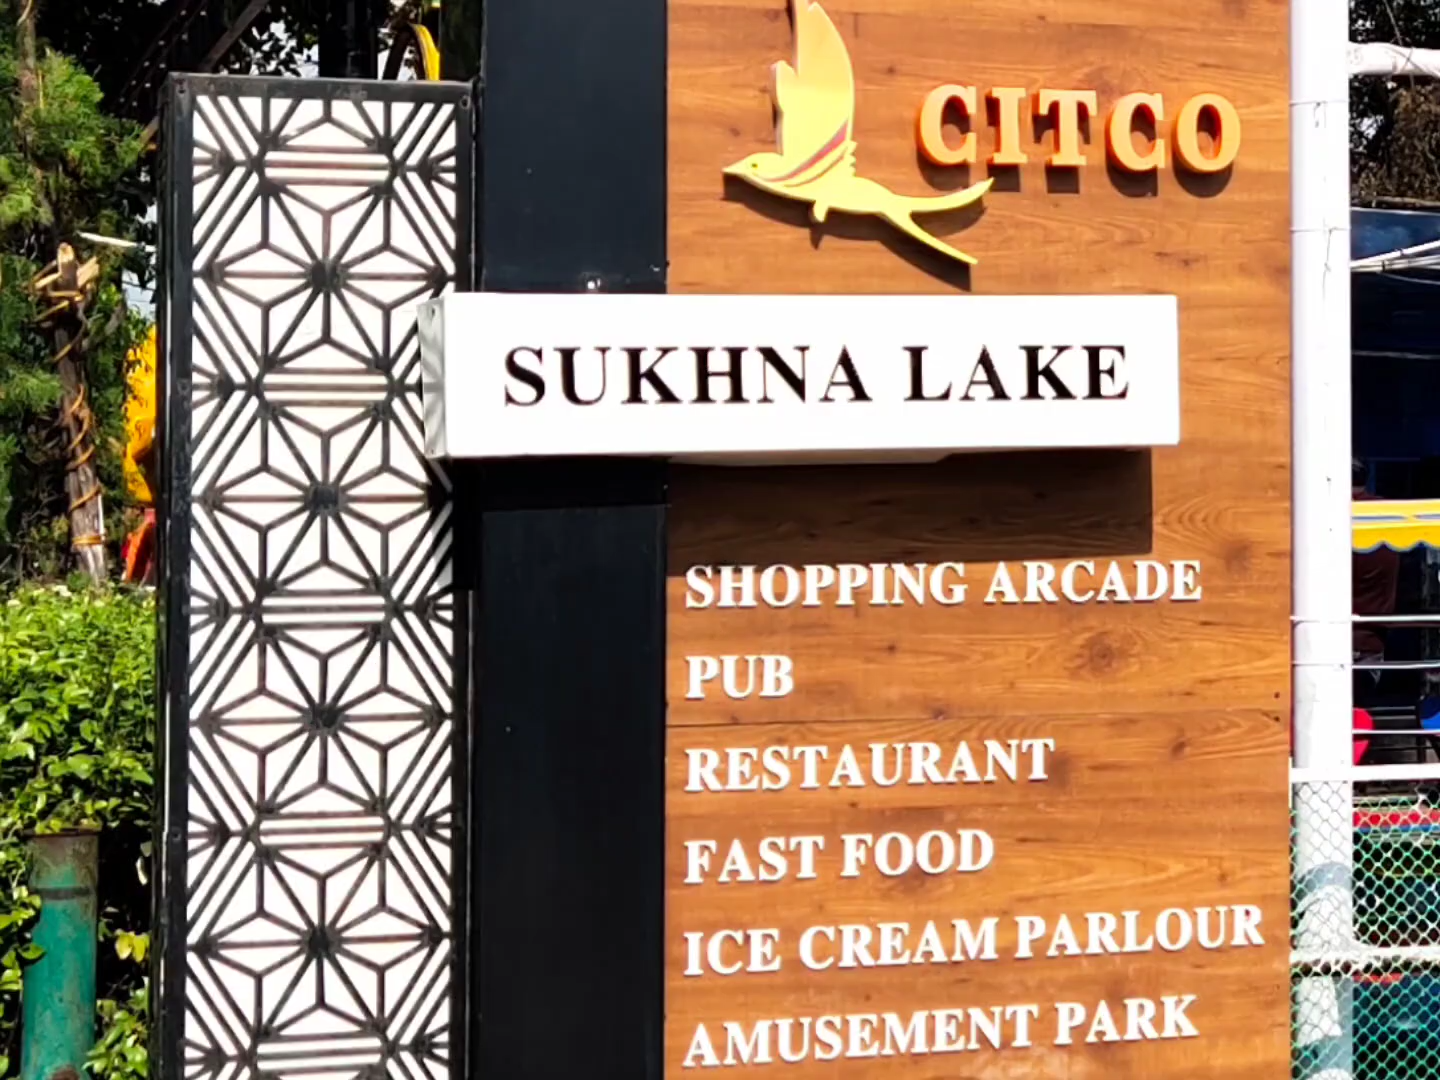 CITCO
SUKHNA LAKE
SHOPPING ARCADE
PUB
RESTAURANT
FAST FOOD
ICE CREAM PARLOUR
AMUSEMENT PARK